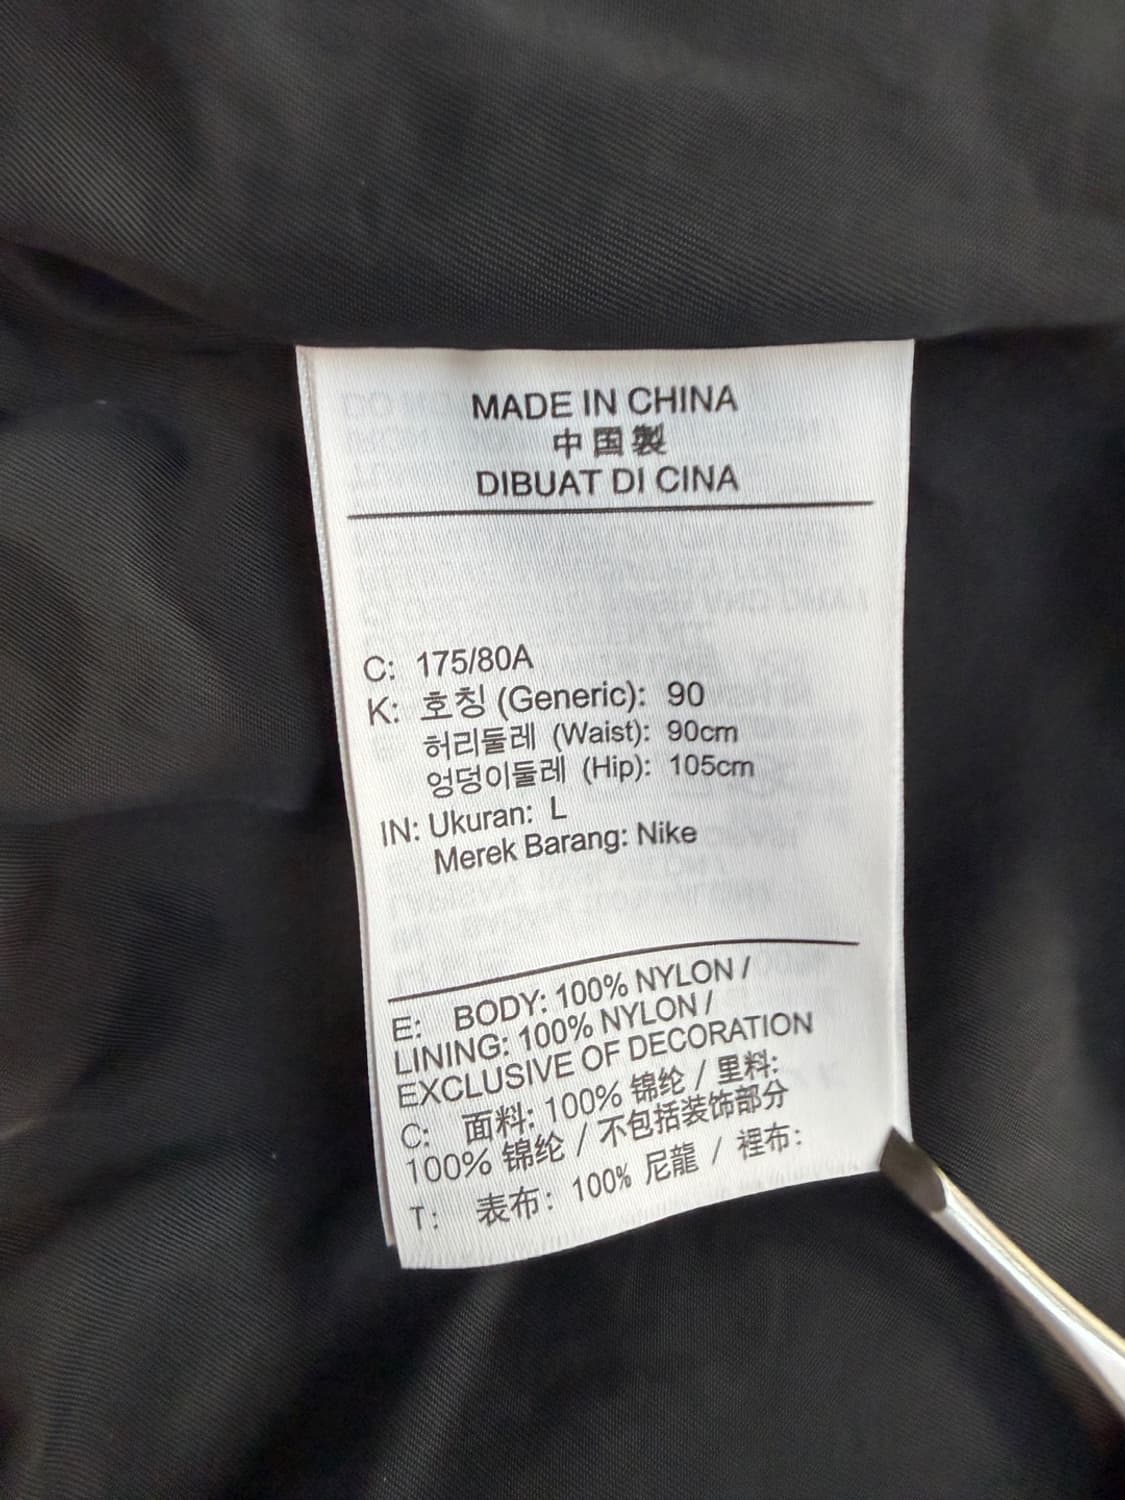 MADE IN CHINA
中国製
DIBUAT DI CINA
C: 175/80A
K: 호칭 (Generic): 90
허리둘레 (Waist): 90cm
엉덩이둘레 (Hip): 105cm
IN: Ukuran: L
Merek Barang: Nike
E: BODY: 100% NYLON /
LINING: 100% NYLON /
EXCLUSIVE OF DECORATION
C: 面料: 100% 锦纶 / 里料:
100% 锦纶 / 不包括装饰部分
T: 表布: 100% 尼龍 / 裡布: